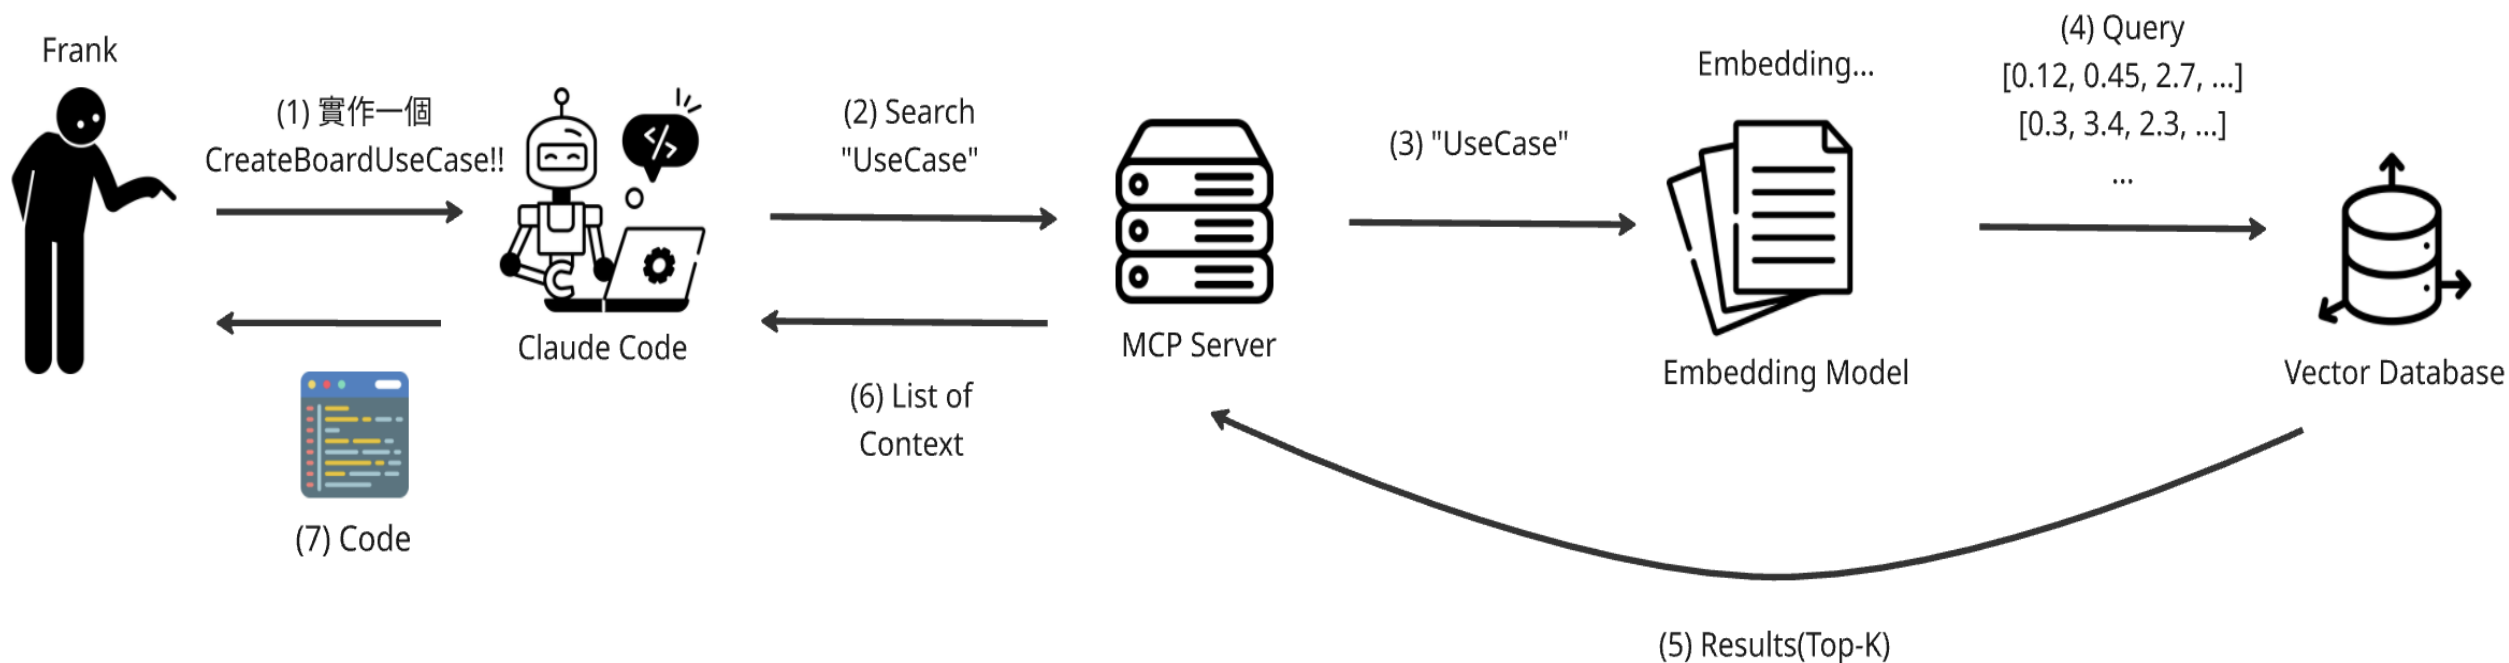 Frank
(1) 實作一個
CreateBoardUseCase!!
Claude Code
(2) Search
"UseCase"
MCP Server
(3) "UseCase"
Embedding...
Embedding Model
(4) Query
[0.12, 0.45, 2.7, ...]
[0.3, 3.4, 2.3, ...]
...
Vector Database
(5) Results(Top-K)
(6) List of
Context
(7) Code